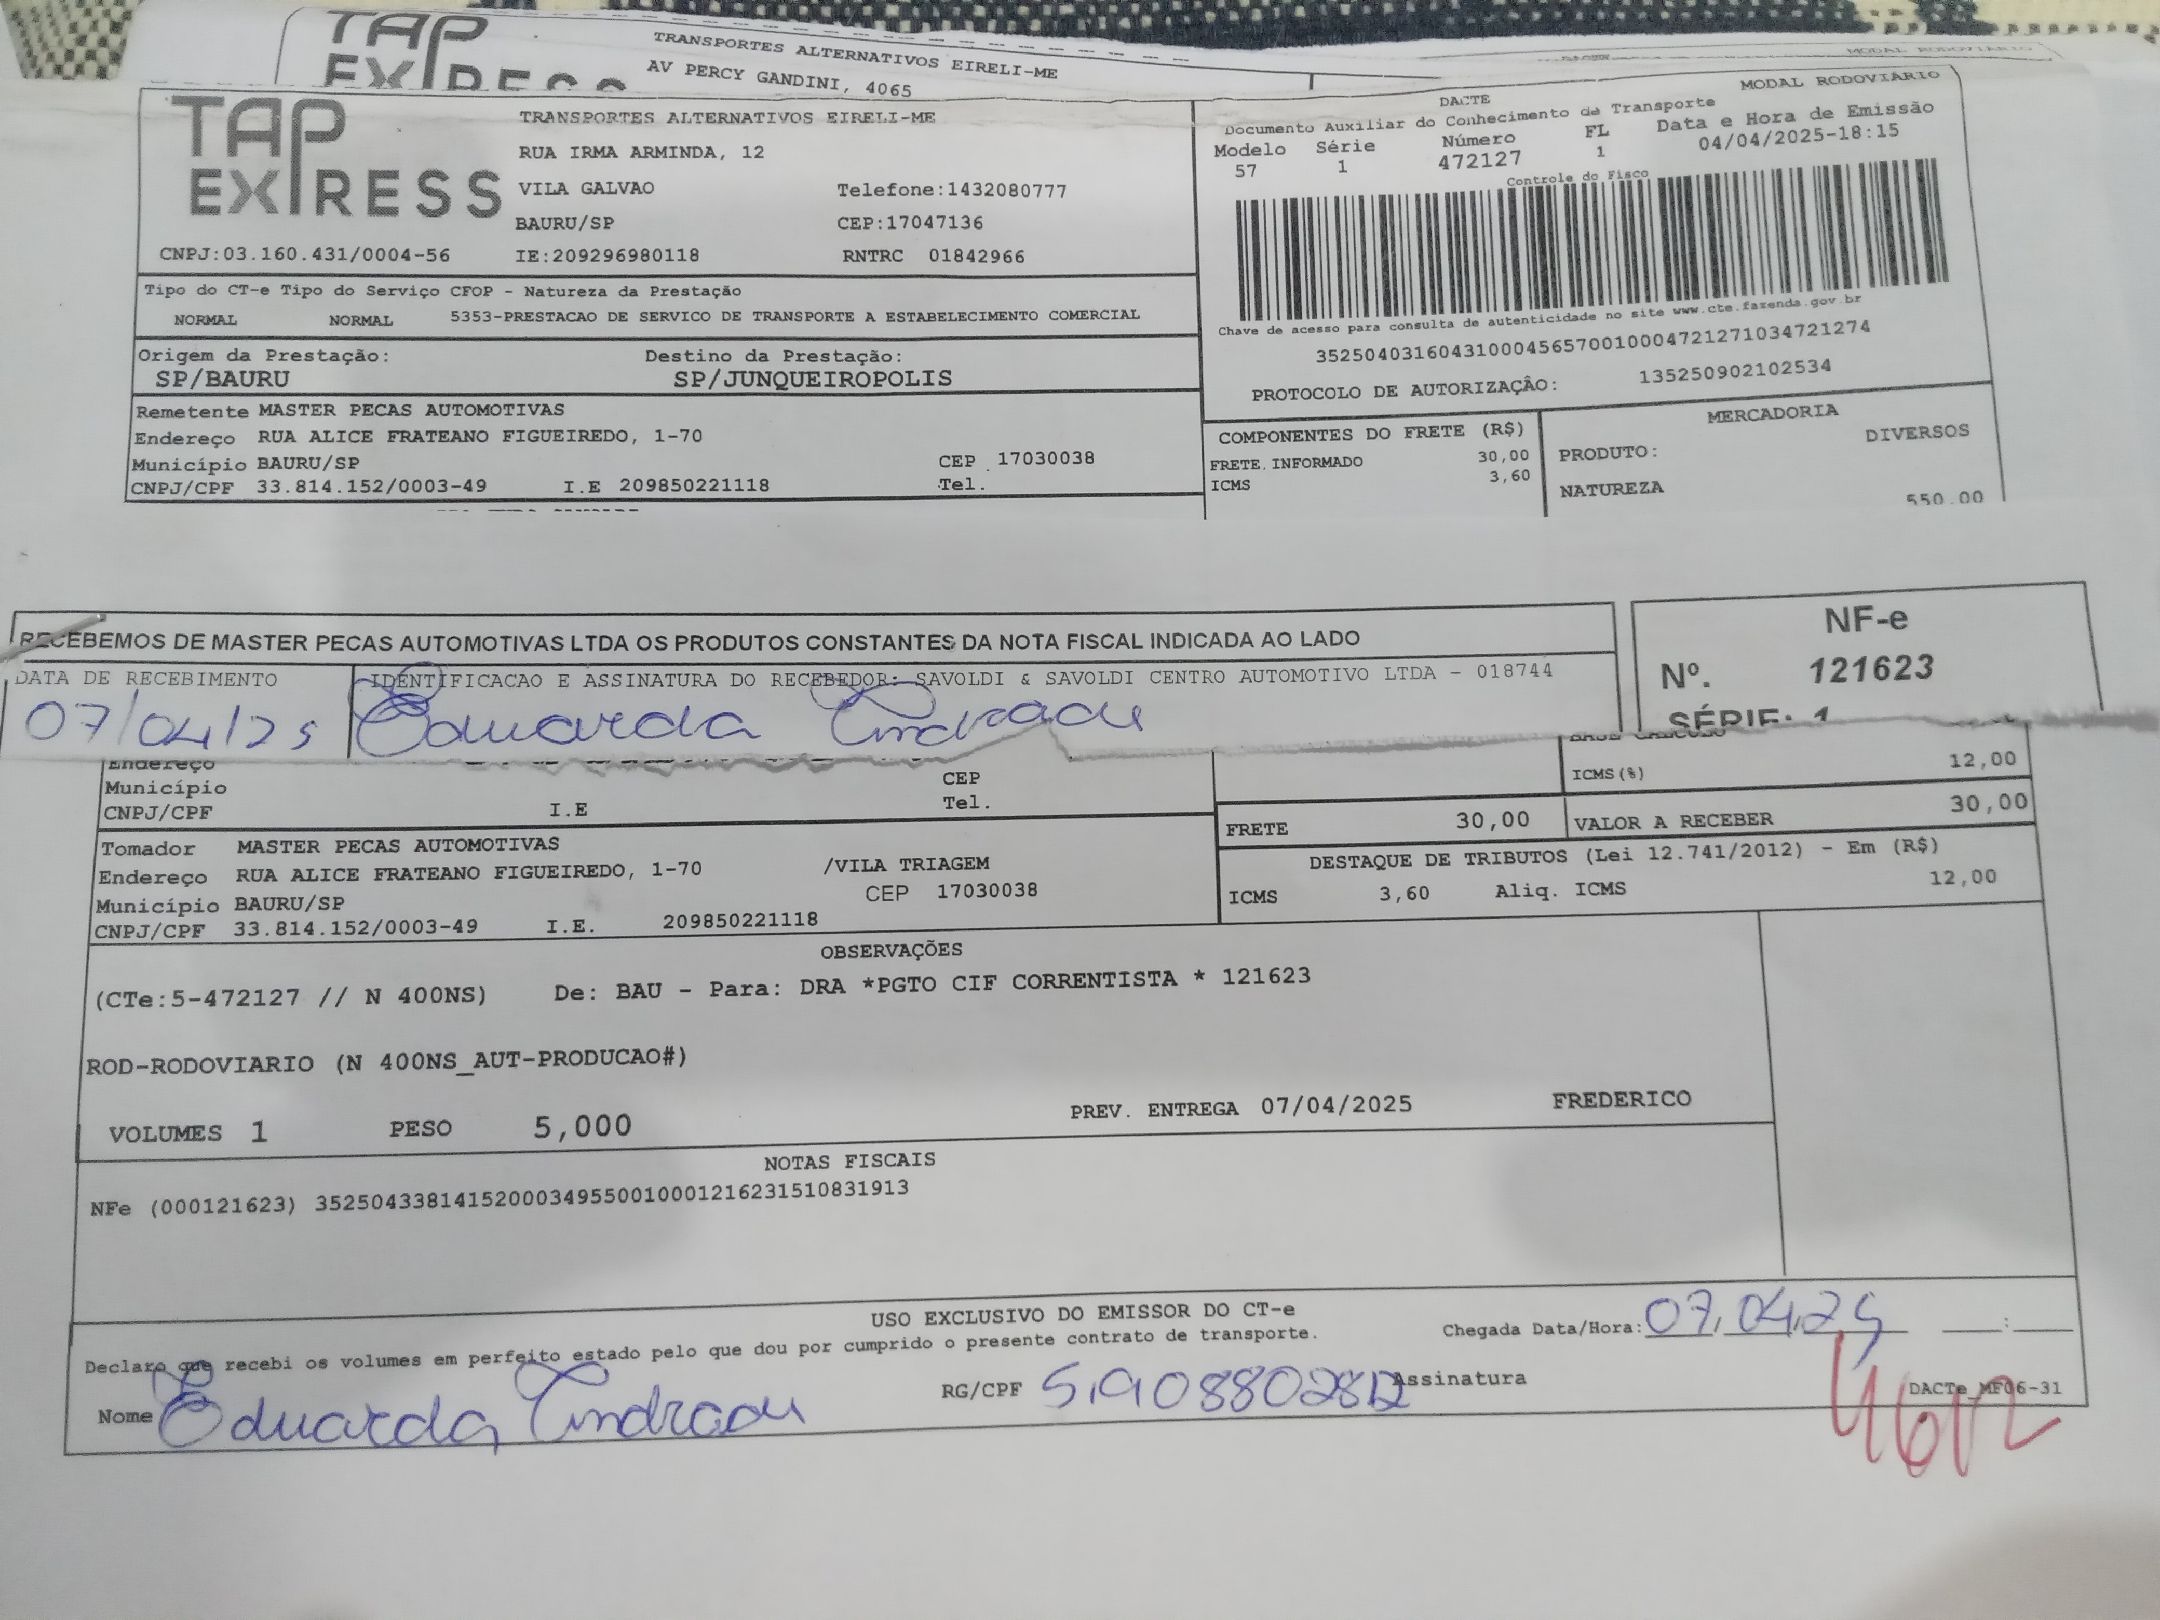 TAP EXPRESS
TRANSPORTES ALTERNATIVOS EIRELI-ME
AV PERCY GANDINI, 4065
MODAL RODOVIARIO
TAP EXPRESS
TRANSPORTES ALTERNATIVOS EIRELI-ME
RUA IRMA ARMINDA, 12
VILA GALVAO Telefone:1432080777
BAURU/SP CEP:17047136
CNPJ:03.160.431/0004-56 IE:209296980118 RNTRC 01842966
DACTE MODAL RODOVIÁRIO
Documento Auxiliar do Conhecimento de Transporte
Modelo Série Número FL Data e Hora de Emissão
57 1 472127 1 04/04/2025-18:15
Controle do Fisco
Chave de acesso para consulta de autenticidade no site www.cte.fazenda.gov.br
35250403160431000456570010004721271034721274
PROTOCOLO DE AUTORIZAÇÃO: 135250902102534
Tipo do CT-e Tipo do Serviço CFOP - Natureza da Prestação
NORMAL NORMAL 5353-PRESTACAO DE SERVICO DE TRANSPORTE A ESTABELECIMENTO COMERCIAL
Origem da Prestação: Destino da Prestação:
SP/BAURU SP/JUNQUEIROPOLIS
Remetente MASTER PECAS AUTOMOTIVAS
Endereço RUA ALICE FRATEANO FIGUEIREDO, 1-70
Município BAURU/SP CEP 17030038
CNPJ/CPF 33.814.152/0003-49 I.E 209850221118 Tel.
COMPONENTES DO FRETE (R$)
FRETE INFORMADO 30,00
ICMS 3,60
MERCADORIA
PRODUTO: DIVERSOS
NATUREZA
550.00
RECEBEMOS DE MASTER PECAS AUTOMOTIVAS LTDA OS PRODUTOS CONSTANTES DA NOTA FISCAL INDICADA AO LADO
DATA DE RECEBIMENTO IDENTIFICACAO E ASSINATURA DO RECEBEDOR: SAVOLDI & SAVOLDI CENTRO AUTOMOTIVO LTDA - 018744
07/04/25 Eduarda Andrade
NF-e
Nº. 121623
SÉRIE: 1
Endereço
Município CEP
CNPJ/CPF I.E Tel.
BASE CALCULO
ICMS(%) 12,00
FRETE 30,00 VALOR A RECEBER 30,00
Tomador MASTER PECAS AUTOMOTIVAS
Endereço RUA ALICE FRATEANO FIGUEIREDO, 1-70 /VILA TRIAGEM
Município BAURU/SP CEP 17030038
CNPJ/CPF 33.814.152/0003-49 I.E. 209850221118
DESTAQUE DE TRIBUTOS (Lei 12.741/2012) - Em (R$)
ICMS 3,60 Aliq. ICMS 12,00
OBSERVAÇÕES
(CTe:5-472127 // N 400NS) De: BAU - Para: DRA *PGTO CIF CORRENTISTA * 121623
ROD-RODOVIARIO (N 400NS_AUT-PRODUCAO#)
VOLUMES 1 PESO 5,000 PREV. ENTREGA 07/04/2025 FREDERICO
NOTAS FISCAIS
NFe (000121623) 35250433814152000349550010001216231510831913
USO EXCLUSIVO DO EMISSOR DO CT-e
Declaro que recebi os volumes em perfeito estado pelo que dou por cumprido o presente contrato de transporte.
Chegada Data/Hora: 07,04,25 :
Nome Eduarda Andrade RG/CPF Assinatura
DACTe_MF06-31